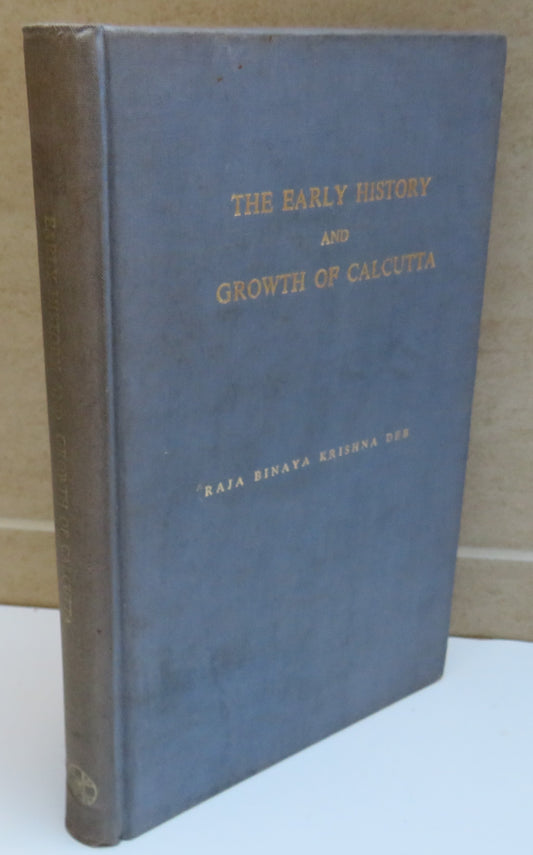 THE EARLY HISTORY
AND
GROWTH OF CALCUTTA
RAJA BINAYA KRISHNA DEB
EARLY HISTORY AND GROWTH OF CALCUTTA